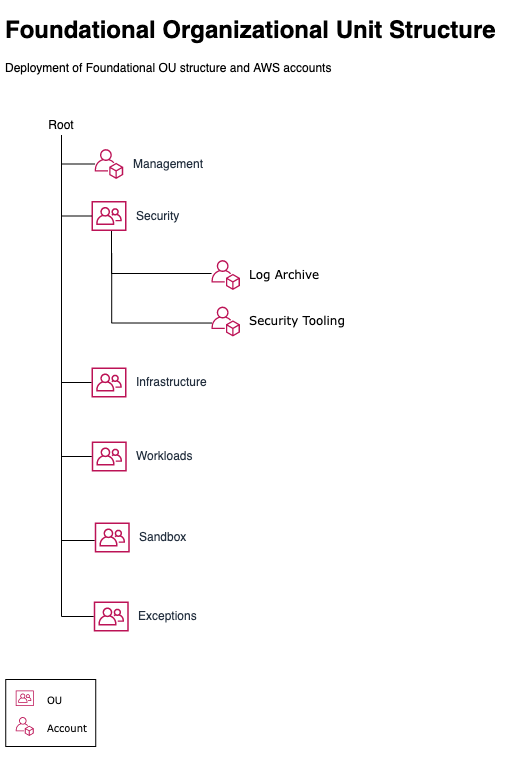 Foundational Organizational Unit Structure
Deployment of Foundational OU structure and AWS accounts
Root
Management
Security
Log Archive
Security Tooling
Infrastructure
Workloads
Sandbox
Exceptions
OU
Account